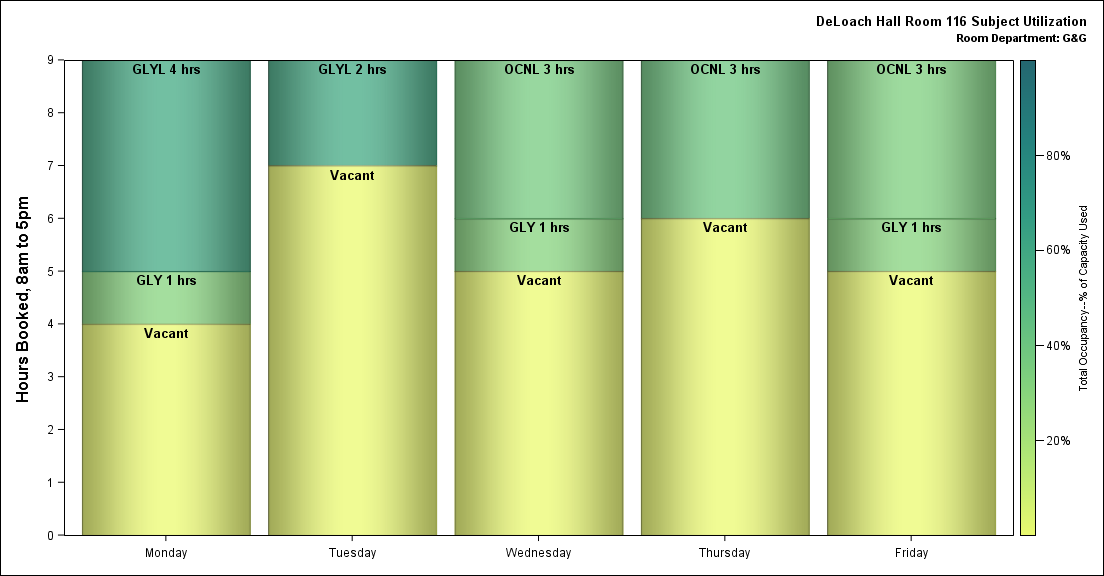 DeLoach Hall Room 116 Subject Utilization
Room Department: G&G
Hours Booked, 8am to 5pm
9
8
7
6
5
4
3
2
1
0
GLYL 4 hrs
GLY 1 hrs
Vacant
GLYL 2 hrs
Vacant
OCNL 3 hrs
GLY 1 hrs
Vacant
OCNL 3 hrs
Vacant
OCNL 3 hrs
GLY 1 hrs
Vacant
Monday
Tuesday
Wednesday
Thursday
Friday
80%
60%
40%
20%
Total Occupancy--% of Capacity Used